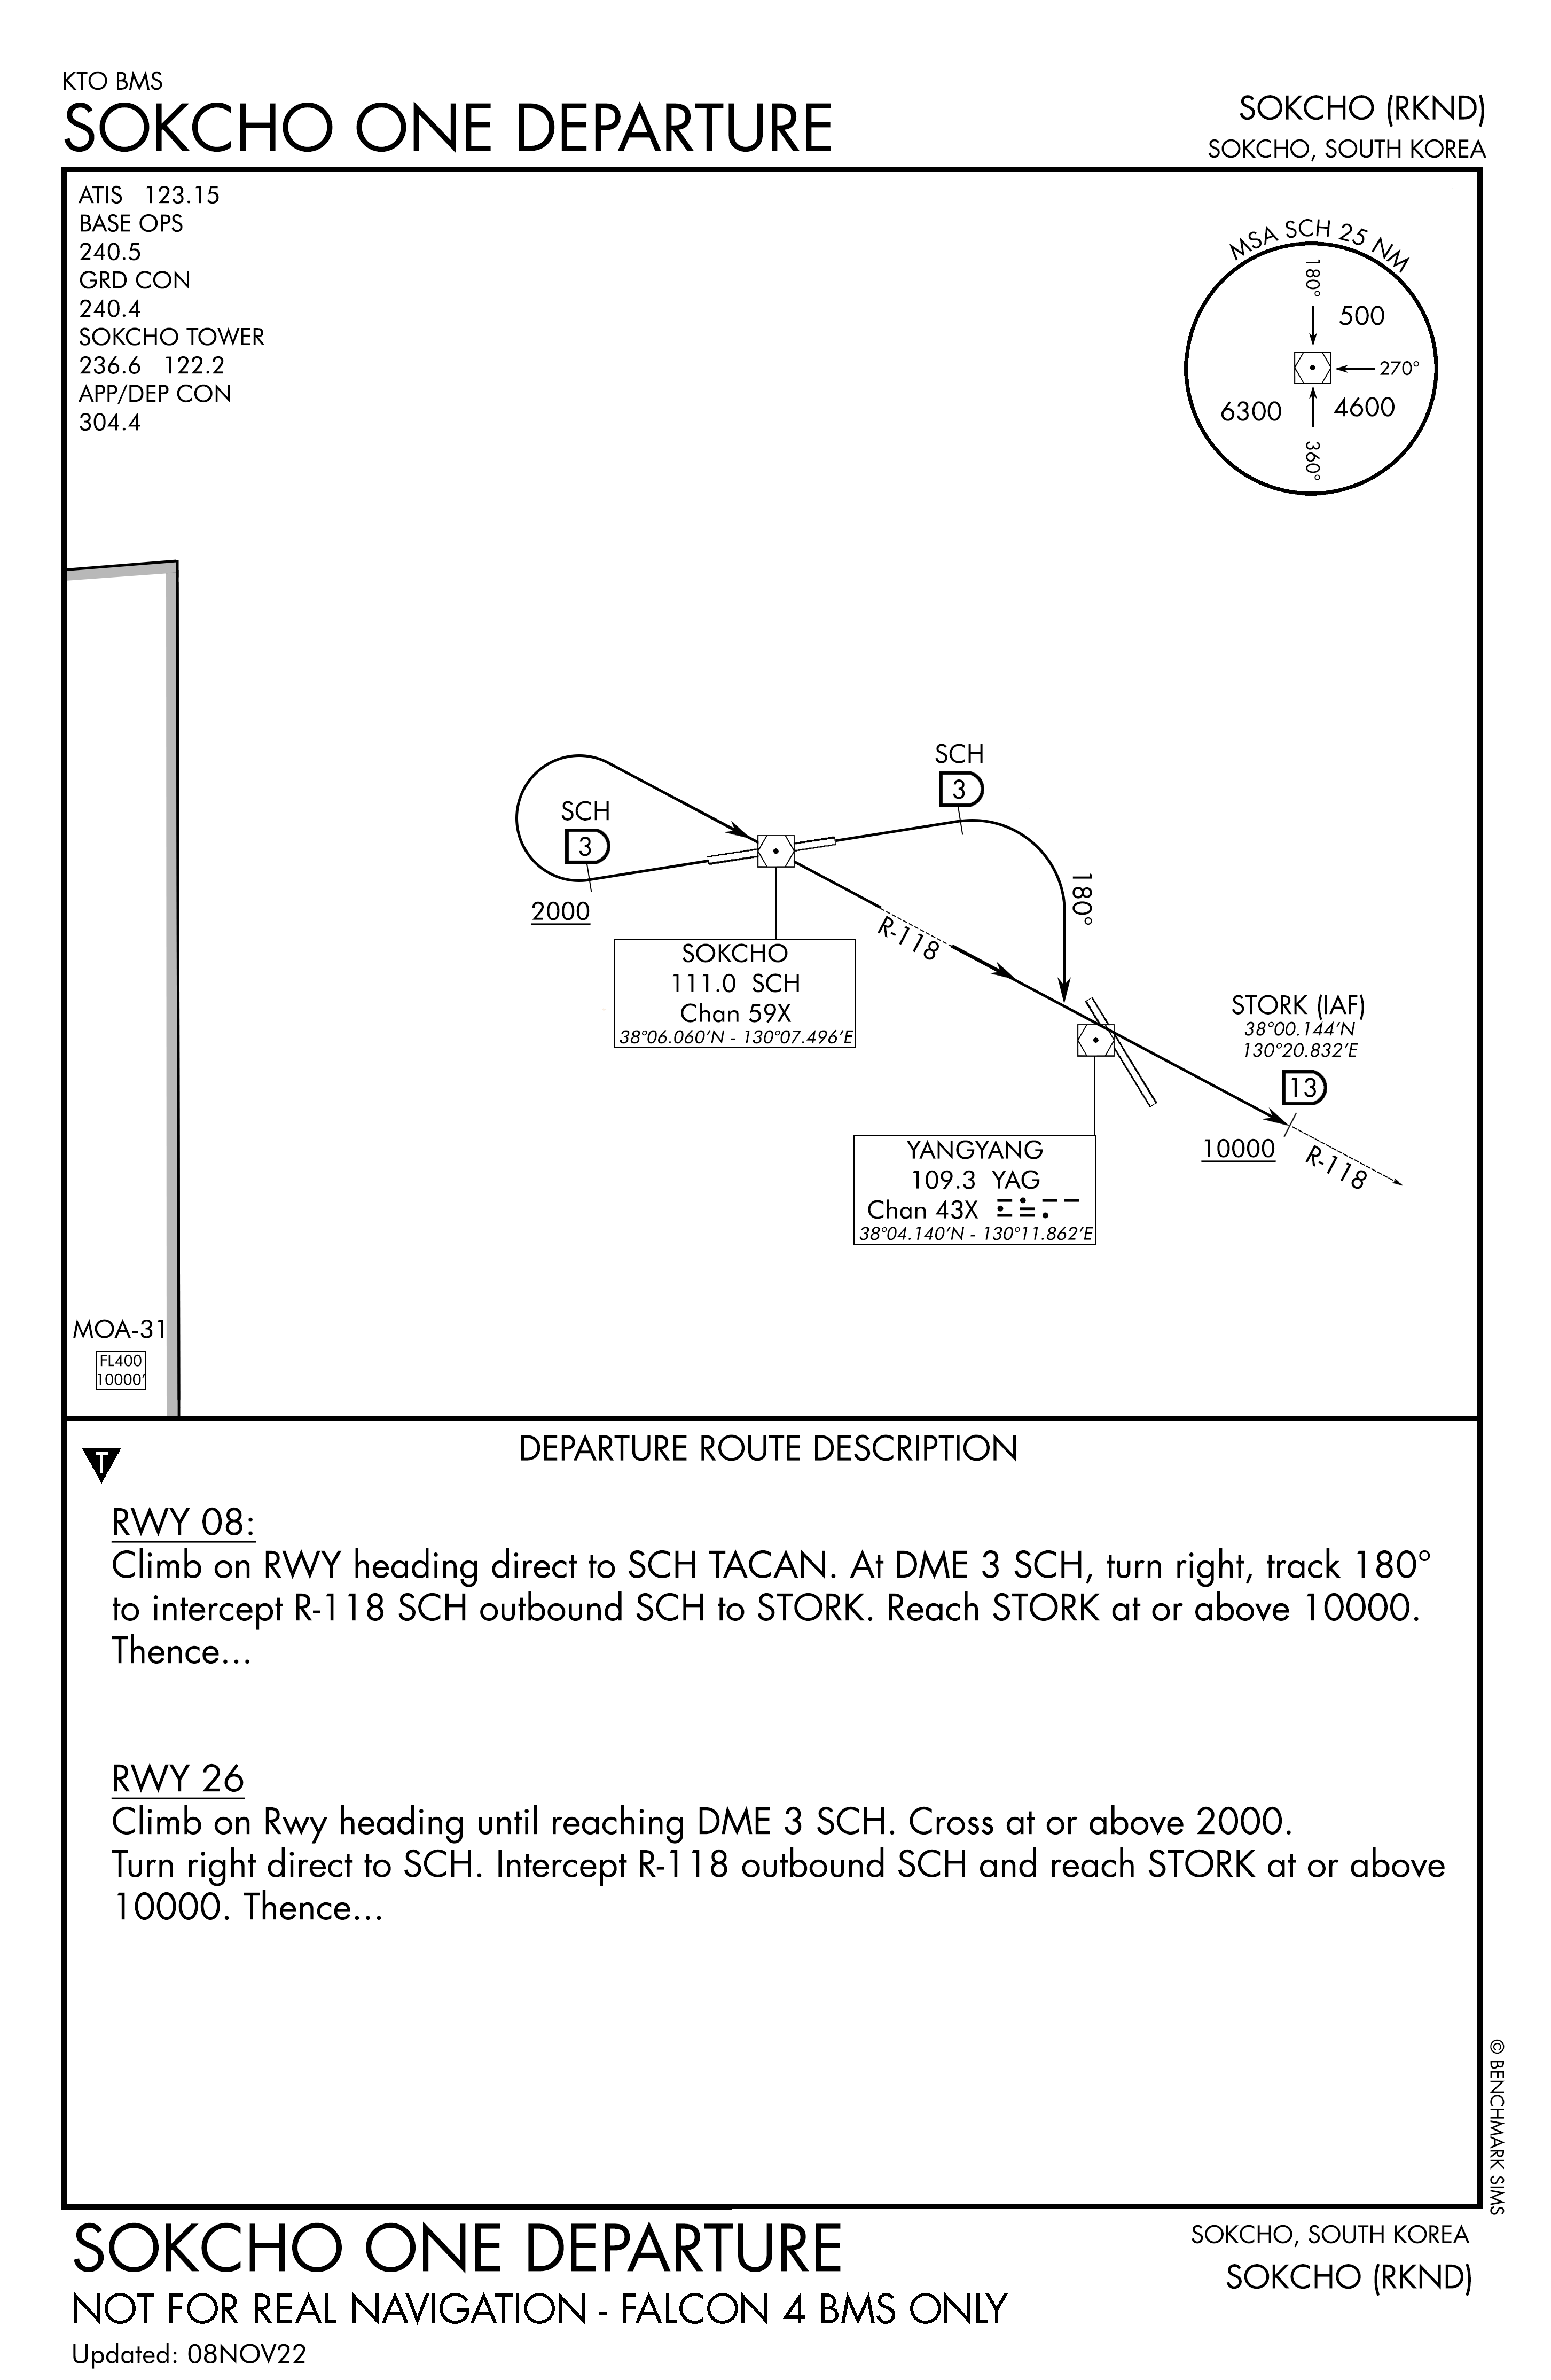 KTO BMS
SOKCHO ONE DEPARTURE
SOKCHO (RKND)
SOKCHO, SOUTH KOREA
ATIS 123.15
BASE OPS
240.5
GRD CON
240.4
SOKCHO TOWER
236.6 122.2
APP/DEP CON
304.4
MSA SCH 25 NM
180°
500
270°
6300
4600
360°
SCH
3
SCH
3
2000
180°
R-118
SOKCHO
111.0 SCH
Chan 59X
38°06.060'N - 130°07.496'E
STORK (IAF)
38°00.144'N
130°20.832'E
13
10000
R-118
YANGYANG
109.3 YAG
Chan 43X
38°04.140'N - 130°11.862'E
MOA-31
FL400
10000'
T
DEPARTURE ROUTE DESCRIPTION
RWY 08:
Climb on RWY heading direct to SCH TACAN. At DME 3 SCH, turn right, track 180°
to intercept R-118 SCH outbound SCH to STORK. Reach STORK at or above 10000.
Thence...
RWY 26
Climb on Rwy heading until reaching DME 3 SCH. Cross at or above 2000.
Turn right direct to SCH. Intercept R-118 outbound SCH and reach STORK at or above
10000. Thence...
© BENCHMARK SIMS
SOKCHO ONE DEPARTURE
SOKCHO, SOUTH KOREA
SOKCHO (RKND)
NOT FOR REAL NAVIGATION - FALCON 4 BMS ONLY
Updated: 08NOV22